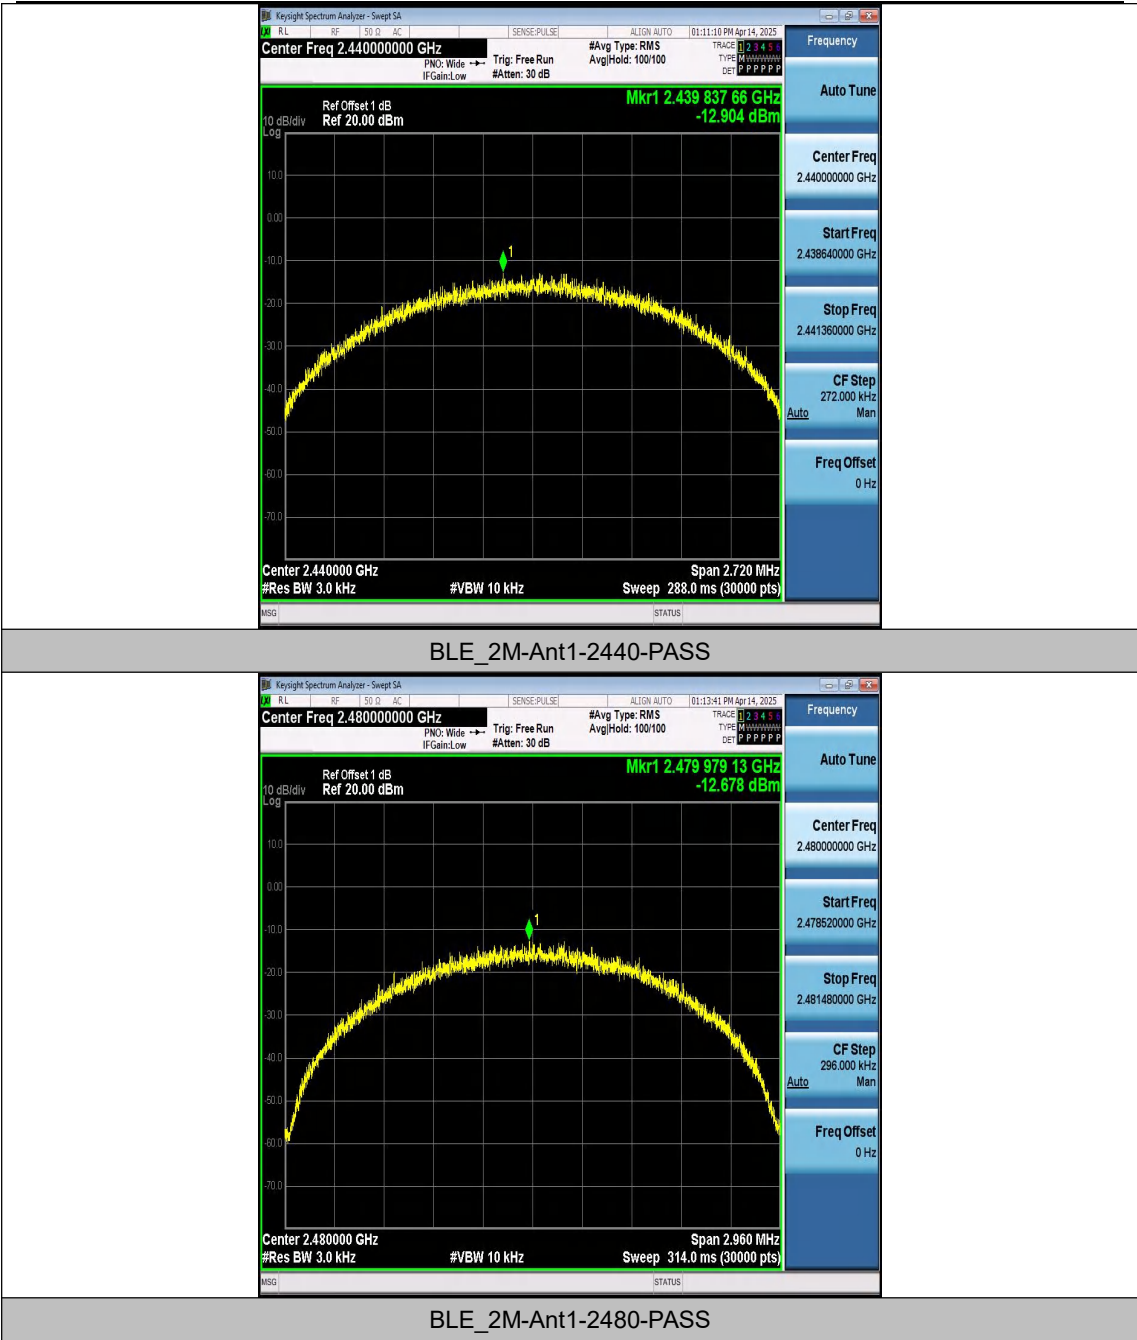 Keysight Spectrum Analyzer - Swept SA
RL RF 50 Ω AC SENSE:PULSE ALIGN AUTO 01:11:10 PM Apr 14, 2025
Center Freq 2.440000000 GHz
PNO: Wide
IFGain:Low
Trig: Free Run
#Atten: 30 dB
#Avg Type: RMS
Avg|Hold: 100/100
TRACE 1 2 3 4 5 6
TYPE M
DET P P P P P P
Mkr1 2.439 837 66 GHz
-12.904 dBm
Ref Offset 1 dB
10 dB/div Ref 20.00 dBm
Log
10.0
0.00
-10.0
-20.0
-30.0
-40.0
-50.0
-60.0
-70.0
1
Center 2.440000 GHz Span 2.720 MHz
#Res BW 3.0 kHz #VBW 10 kHz Sweep 288.0 ms (30000 pts)
MSG STATUS
Frequency
Auto Tune
Center Freq
2.440000000 GHz
Start Freq
2.438640000 GHz
Stop Freq
2.441360000 GHz
CF Step
272.000 kHz
Auto Man
Freq Offset
0 Hz
BLE_2M-Ant1-2440-PASS
Keysight Spectrum Analyzer - Swept SA
RL RF 50 Ω AC SENSE:PULSE ALIGN AUTO 01:13:41 PM Apr 14, 2025
Center Freq 2.480000000 GHz
PNO: Wide
IFGain:Low
Trig: Free Run
#Atten: 30 dB
#Avg Type: RMS
Avg|Hold: 100/100
TRACE 1 2 3 4 5 6
TYPE M
DET P P P P P P
Mkr1 2.479 979 13 GHz
-12.678 dBm
Ref Offset 1 dB
10 dB/div Ref 20.00 dBm
Log
10.0
0.00
-10.0
-20.0
-30.0
-40.0
-50.0
-60.0
-70.0
1
Center 2.480000 GHz Span 2.960 MHz
#Res BW 3.0 kHz #VBW 10 kHz Sweep 314.0 ms (30000 pts)
MSG STATUS
Frequency
Auto Tune
Center Freq
2.480000000 GHz
Start Freq
2.478520000 GHz
Stop Freq
2.481480000 GHz
CF Step
296.000 kHz
Auto Man
Freq Offset
0 Hz
BLE_2M-Ant1-2480-PASS